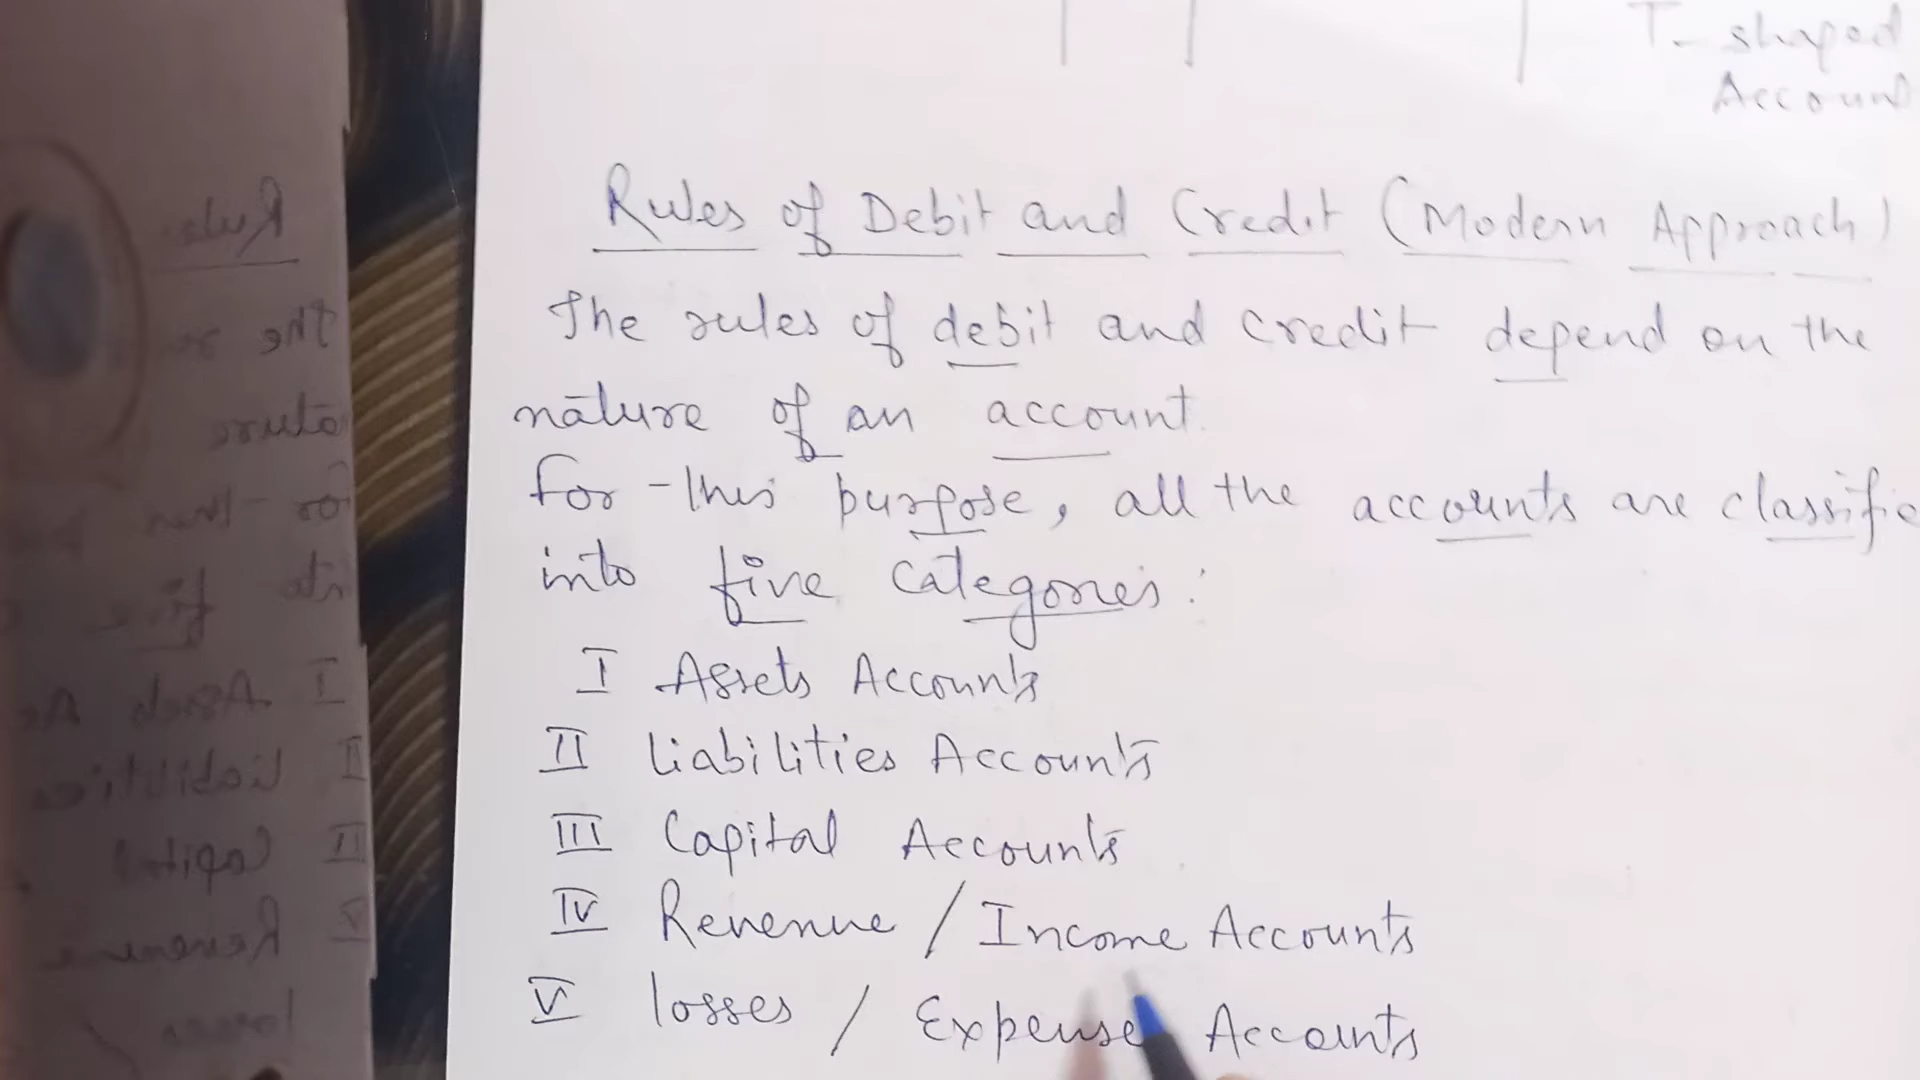 T- shaped
Account
Rules of Debit and Credit (Modern Approach)
The rules of debit and credit depend on the
nature of an account.
for this purpose, all the accounts are classifie
into five categories:
I Assets Accounts
II Liabilities Accounts
III Capital Accounts
IV Revenue / Income Accounts
V losses / Expenses Accounts